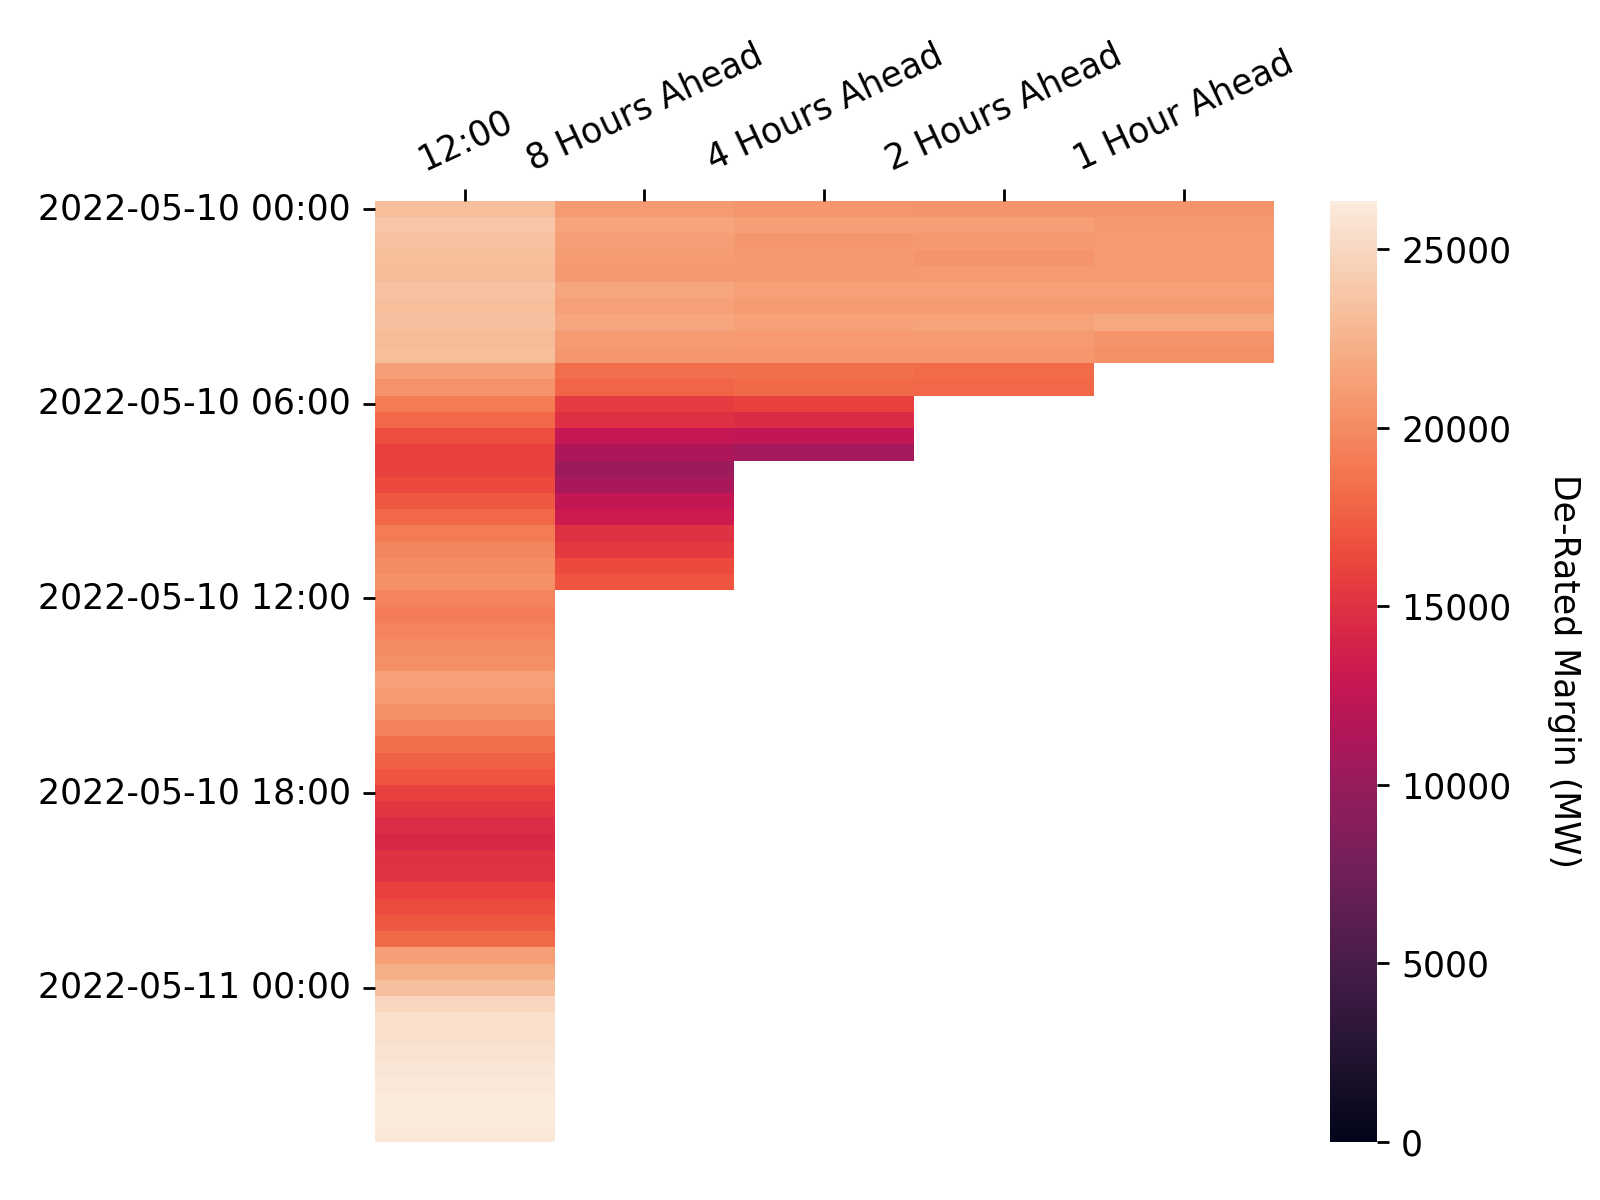 12:00
8 Hours Ahead
4 Hours Ahead
2 Hours Ahead
1 Hour Ahead
2022-05-10 00:00
2022-05-10 06:00
2022-05-10 12:00
2022-05-10 18:00
2022-05-11 00:00
25000
20000
15000
10000
5000
0
De-Rated Margin (MW)